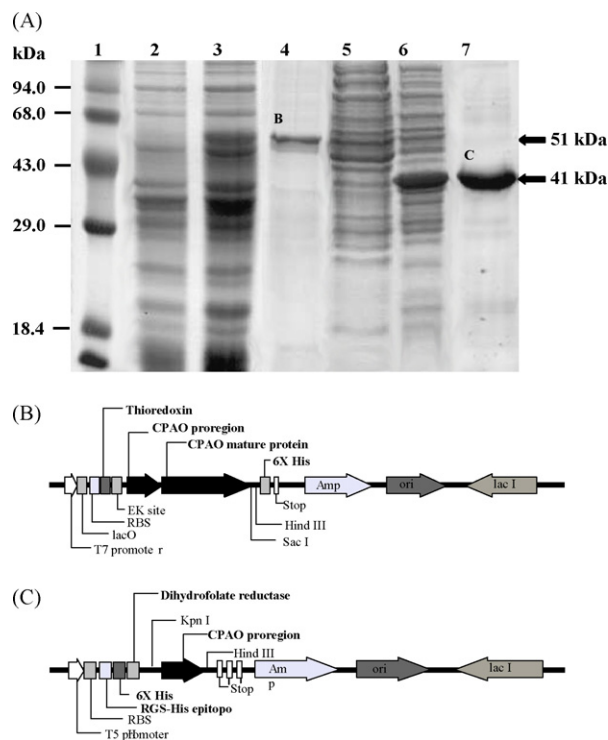 (A)
kDa
1 2 3 4 5 6 7
94.0
68.0
43.0
29.0
18.4
B
C
51 kDa
41 kDa
(B)
Thioredoxin
CPAO proregion
CPAO mature protein
6X His
Amp
ori
lac I
Stop
EK site
RBS
lacO
T7 promote r
Hind III
Sac I
(C)
Dihydrofolate reductase
Kpn I
CPAO proregion
Hind III
Am
p
ori
lac I
Stop
6X His
RGS-His epitopo
RBS
T5 pHbmoter